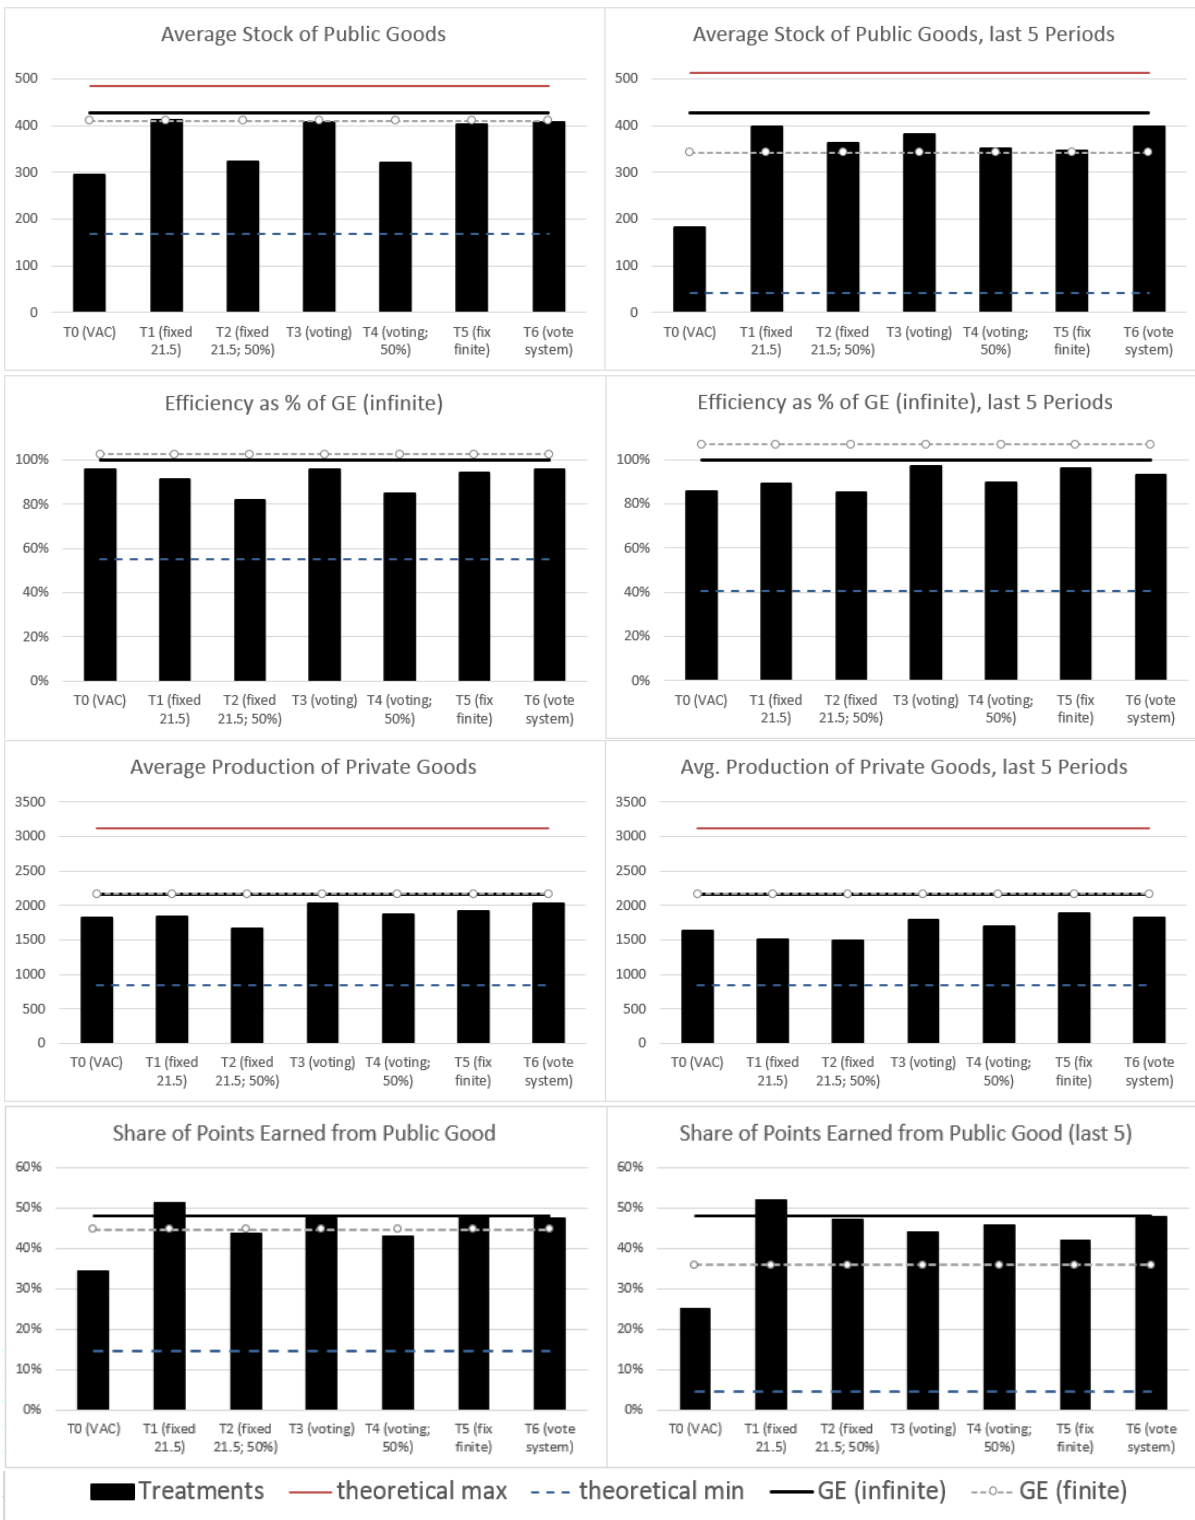 Average Stock of Public Goods
500
400
300
200
100
0
T0 (VAC)
T1 (fixed
21.5)
T2 (fixed
21.5; 50%)
T3 (voting)
T4 (voting;
50%)
T5 (fix
finite)
T6 (vote
system)
Average Stock of Public Goods, last 5 Periods
500
400
300
200
100
0
T0 (VAC)
T1 (fixed
21.5)
T2 (fixed
21.5; 50%)
T3 (voting)
T4 (voting;
50%)
T5 (fix
finite)
T6 (vote
system)
Efficiency as % of GE (infinite)
100%
80%
60%
40%
20%
0%
T0 (VAC)
T1 (fixed
21.5)
T2 (fixed
21.5; 50%)
T3 (voting)
T4 (voting;
50%)
T5 (fix
finite)
T6 (vote
system)
Efficiency as % of GE (infinite), last 5 Periods
100%
80%
60%
40%
20%
0%
T0 (VAC)
T1 (fixed
21.5)
T2 (fixed
21.5; 50%)
T3 (voting)
T4 (voting;
50%)
T5 (fix
finite)
T6 (vote
system)
Average Production of Private Goods
3500
3000
2500
2000
1500
1000
500
0
T0 (VAC)
T1 (fixed
21.5)
T2 (fixed
21.5; 50%)
T3 (voting)
T4 (voting;
50%)
T5 (fix
finite)
T6 (vote
system)
Avg. Production of Private Goods, last 5 Periods
3500
3000
2500
2000
1500
1000
500
0
T0 (VAC)
T1 (fixed
21.5)
T2 (fixed
21.5; 50%)
T3 (voting)
T4 (voting;
50%)
T5 (fix
finite)
T6 (vote
system)
Share of Points Earned from Public Good
60%
50%
40%
30%
20%
10%
0%
T0 (VAC)
T1 (fixed
21.5)
T2 (fixed
21.5; 50%)
T3 (voting)
T4 (voting;
50%)
T5 (fix
finite)
T6 (vote
system)
Share of Points Earned from Public Good (last 5)
60%
50%
40%
30%
20%
10%
0%
T0 (VAC)
T1 (fixed
21.5)
T2 (fixed
21.5; 50%)
T3 (voting)
T4 (voting;
50%)
T5 (fix
finite)
T6 (vote
system)
Treatments theoretical max theoretical min GE (infinite) GE (finite)